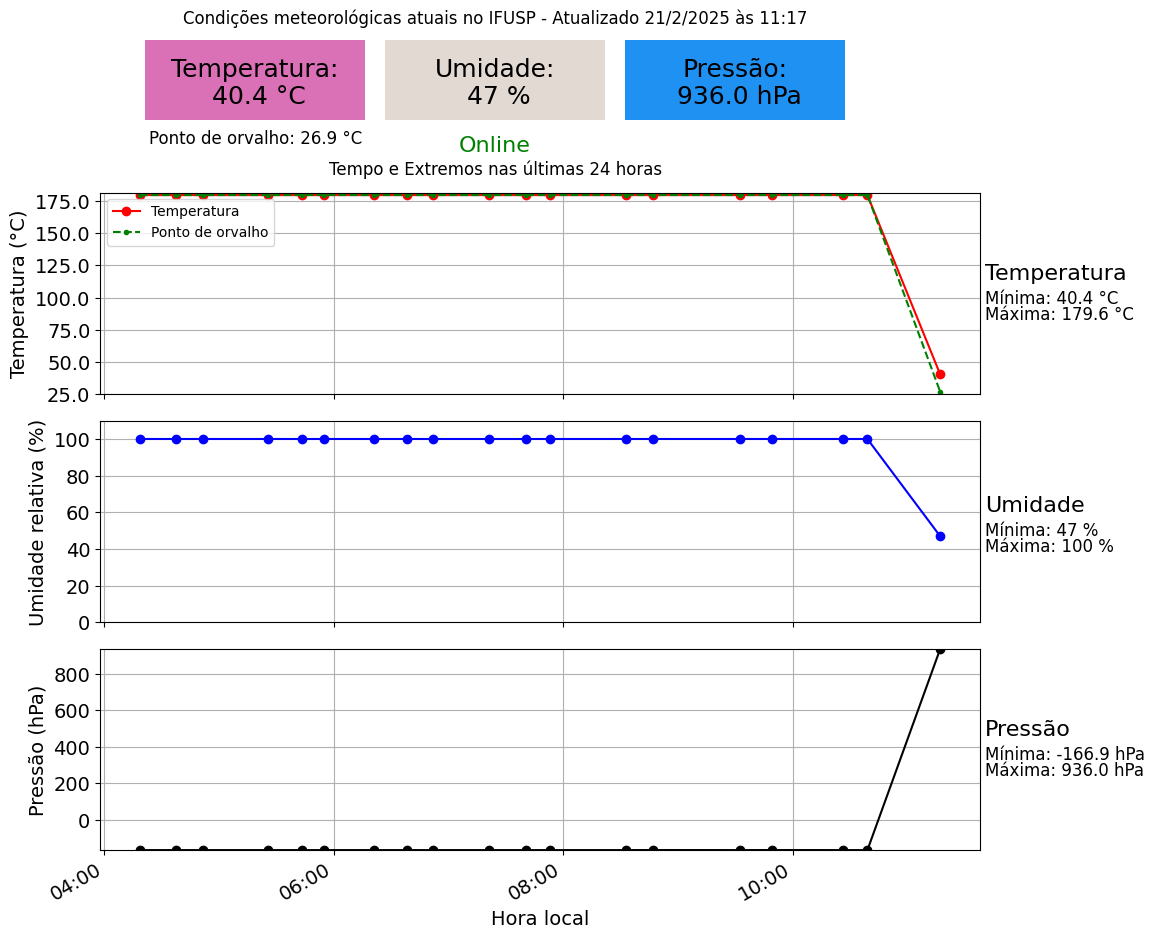 Condições meteorológicas atuais no IFUSP - Atualizado 21/2/2025 às 11:17
Temperatura:
40.4 °C
Umidade:
47 %
Pressão:
936.0 hPa
Ponto de orvalho: 26.9 °C
Online
Tempo e Extremos nas últimas 24 horas
Temperatura (°C)
175.0
150.0
125.0
100.0
75.0
50.0
25.0
Temperatura
Ponto de orvalho
Temperatura
Mínima: 40.4 °C
Máxima: 179.6 °C
Umidade relativa (%)
100
80
60
40
20
0
Umidade
Mínima: 47 %
Máxima: 100 %
Pressão (hPa)
800
600
400
200
0
Pressão
Mínima: -166.9 hPa
Máxima: 936.0 hPa
04:00
06:00
08:00
10:00
Hora local